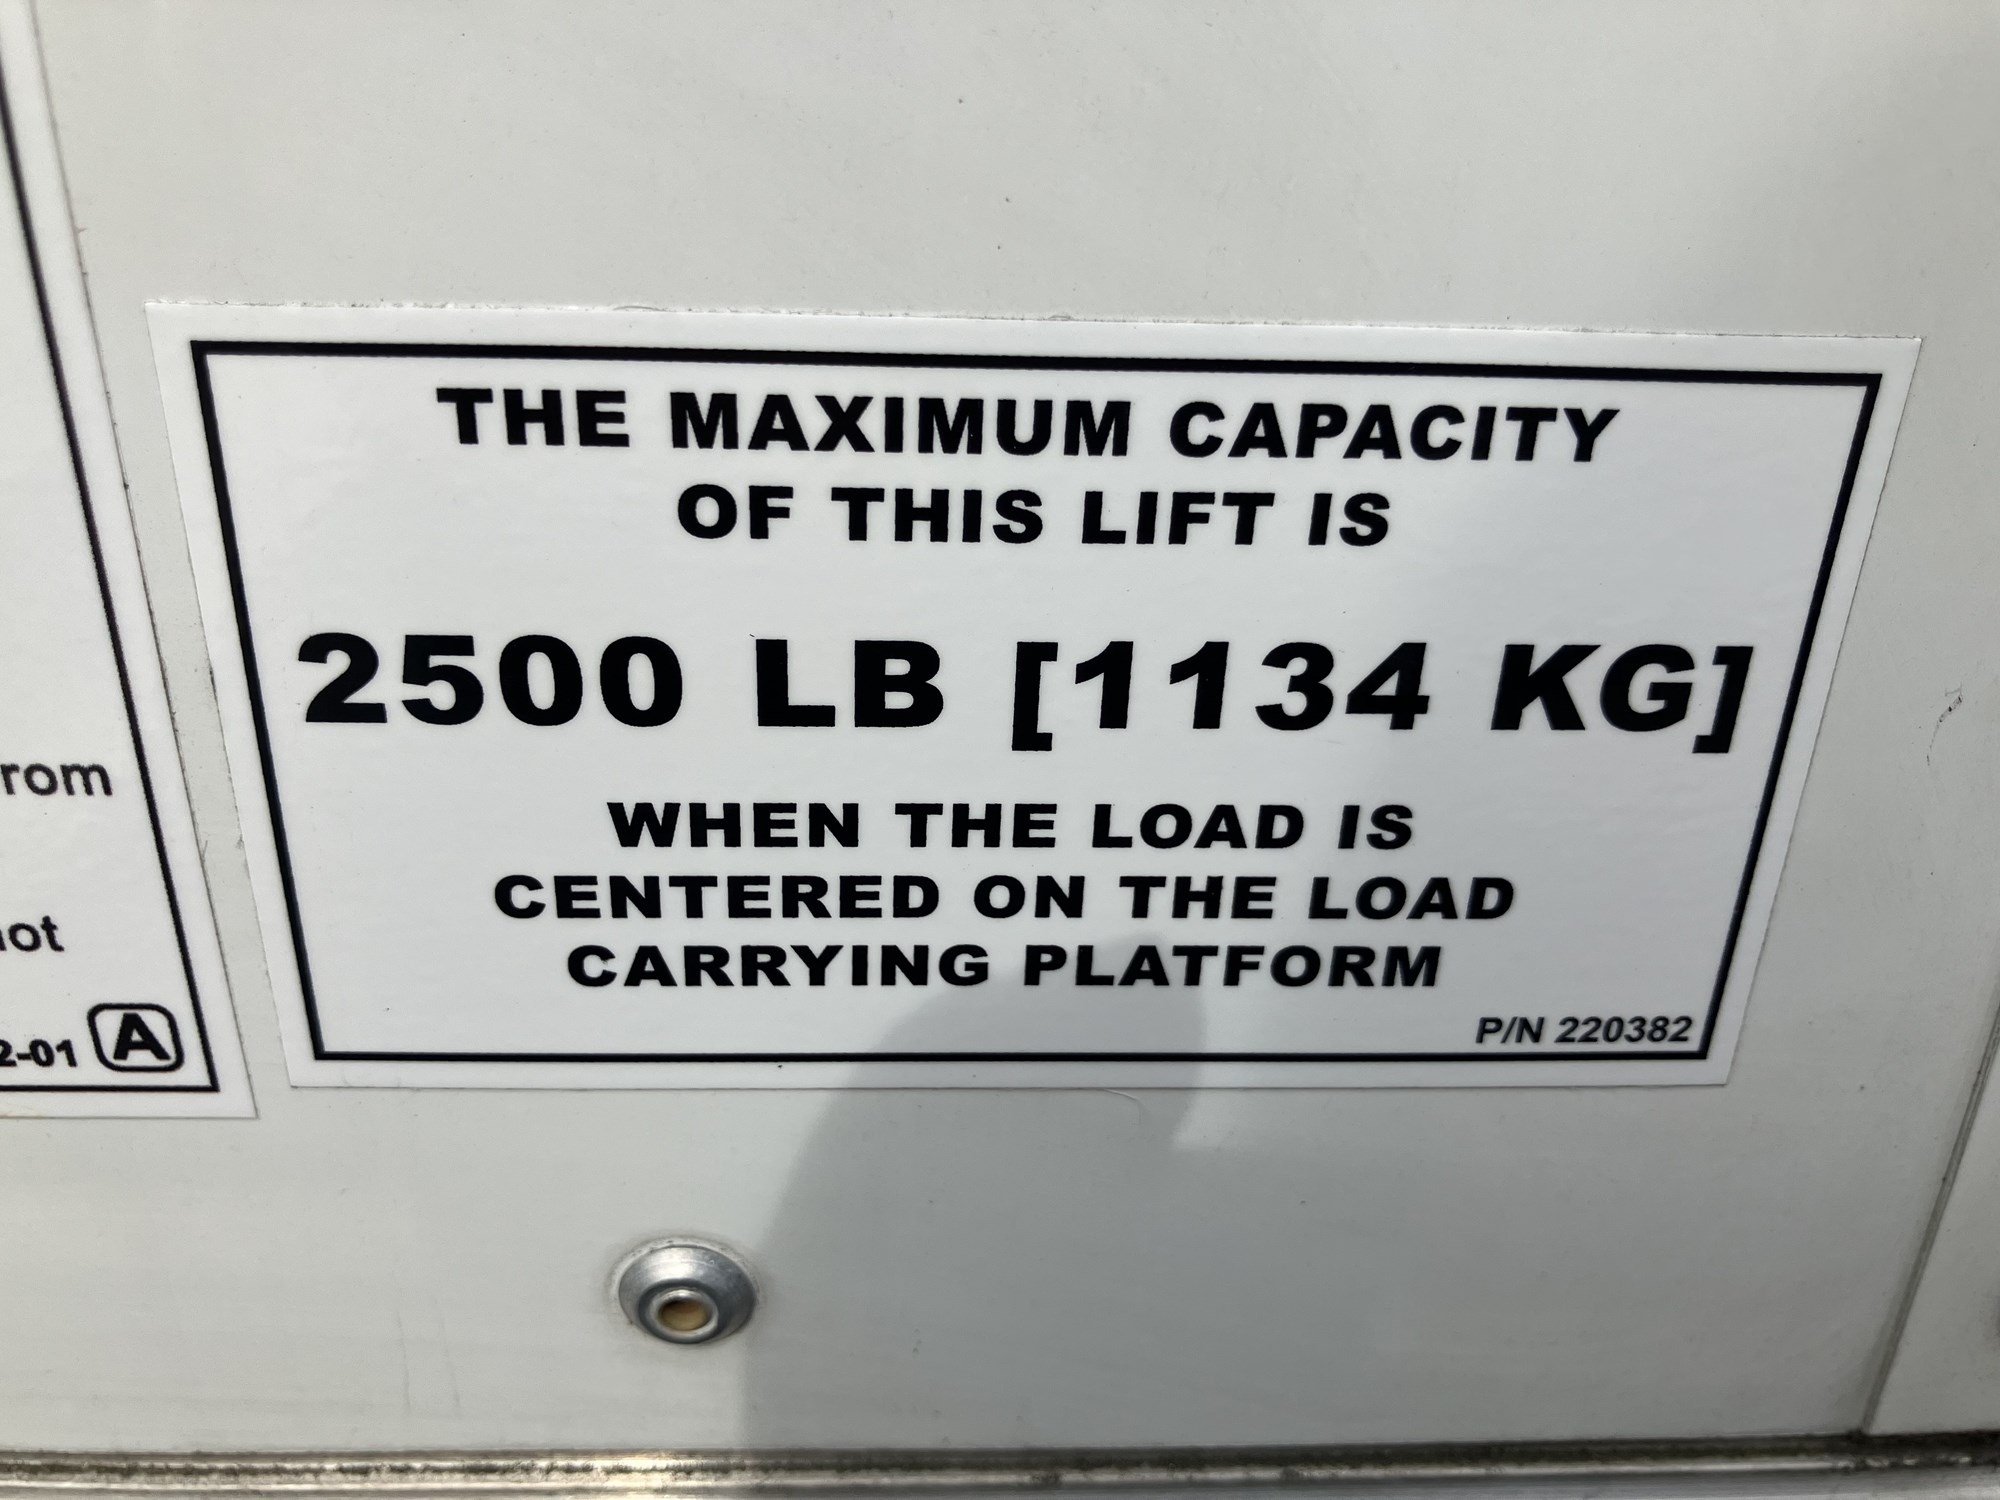 THE MAXIMUM CAPACITY
OF THIS LIFT IS
2500 LB [1134 KG]
WHEN THE LOAD IS
CENTERED ON THE LOAD
CARRYING PLATFORM
P/N 220382
rom
ot
2-01 A